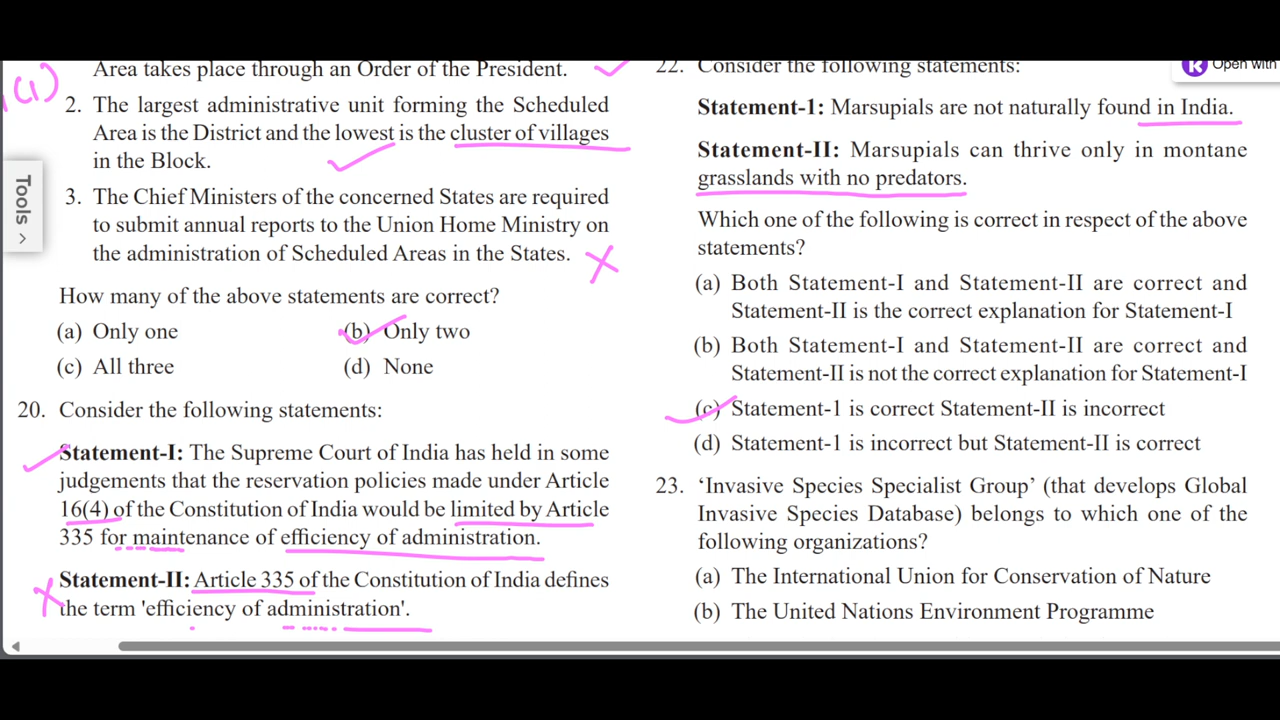 (1)
Area takes place through an Order of the President.
2. The largest administrative unit forming the Scheduled
Area is the District and the lowest is the cluster of villages
in the Block.
3. The Chief Ministers of the concerned States are required
to submit annual reports to the Union Home Ministry on
the administration of Scheduled Areas in the States.
How many of the above statements are correct?
(a) Only one (b) Only two
(c) All three (d) None
20. Consider the following statements:
Statement-I: The Supreme Court of India has held in some
judgements that the reservation policies made under Article
16(4) of the Constitution of India would be limited by Article
335 for maintenance of efficiency of administration.
Statement-II: Article 335 of the Constitution of India defines
the term 'efficiency of administration'.
Tools >
22. Consider the following statements:
Statement-1: Marsupials are not naturally found in India.
Statement-II: Marsupials can thrive only in montane
grasslands with no predators.
Which one of the following is correct in respect of the above
statements?
(a) Both Statement-I and Statement-II are correct and
Statement-II is the correct explanation for Statement-I
(b) Both Statement-I and Statement-II are correct and
Statement-II is not the correct explanation for Statement-I
(c) Statement-1 is correct Statement-II is incorrect
(d) Statement-1 is incorrect but Statement-II is correct
23. ‘Invasive Species Specialist Group’ (that develops Global
Invasive Species Database) belongs to which one of the
following organizations?
(a) The International Union for Conservation of Nature
(b) The United Nations Environment Programme
K Open with